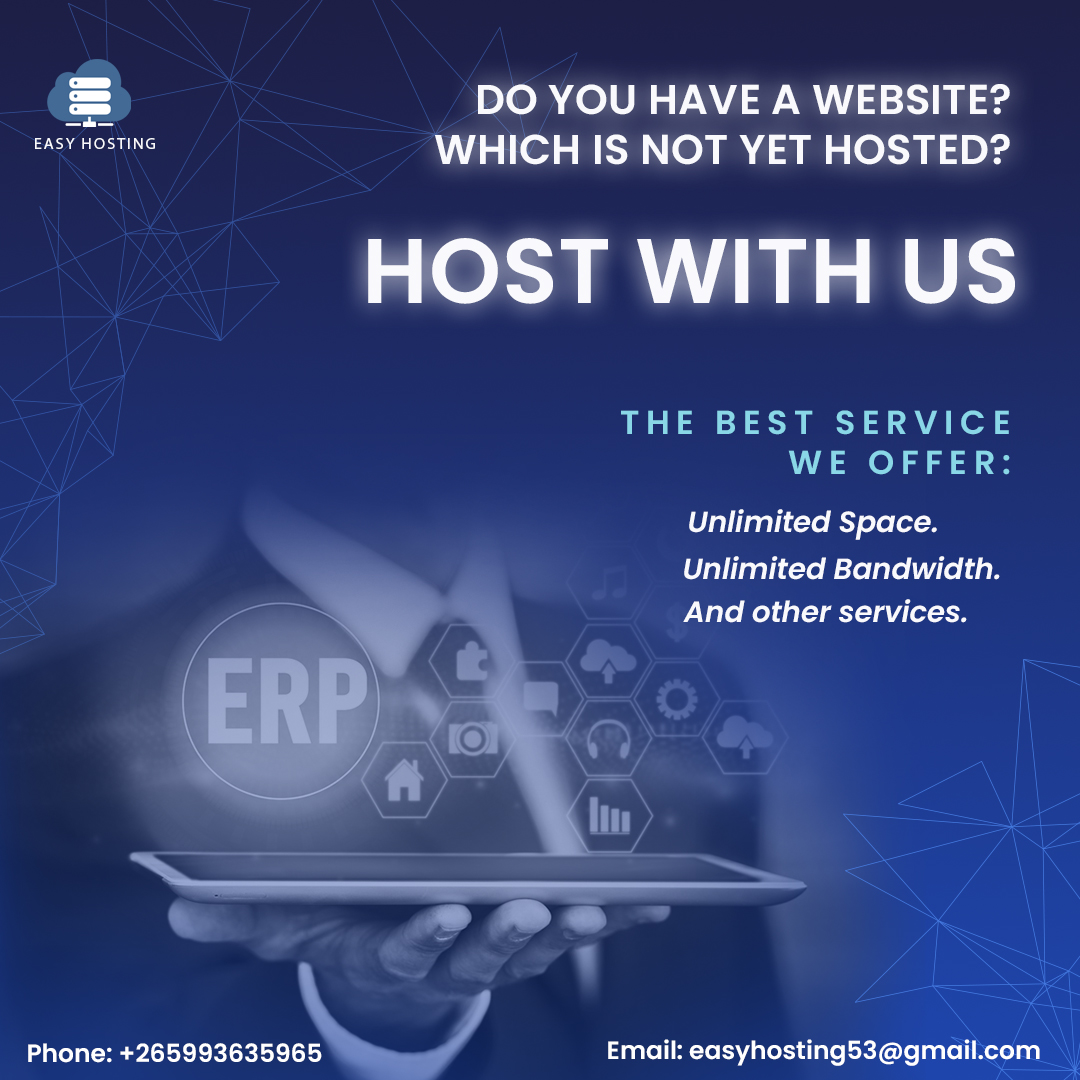 EASY HOSTING
DO YOU HAVE A WEBSITE?
WHICH IS NOT YET HOSTED?
HOST WITH US
THE BEST SERVICE
WE OFFER:
Unlimited Space.
Unlimited Bandwidth.
And other services.
ERP
Phone: +265993635965
Email: easyhosting53@gmail.com